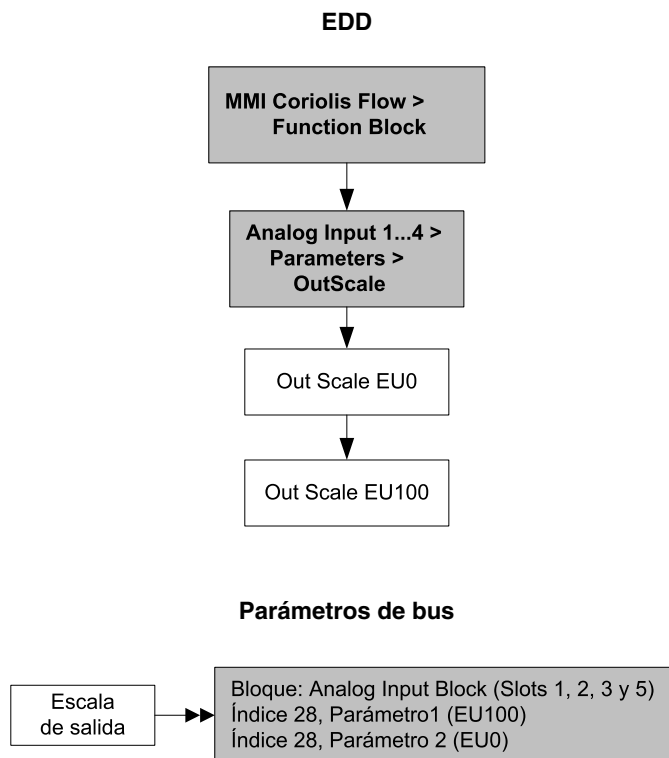 EDD
MMI Coriolis Flow >
Function Block
Analog Input 1...4 >
Parameters >
OutScale
Out Scale EU0
Out Scale EU100
Parámetros de bus
Escala
de salida
Bloque: Analog Input Block (Slots 1, 2, 3 y 5)
Índice 28, Parámetro1 (EU100)
Índice 28, Parámetro 2 (EU0)